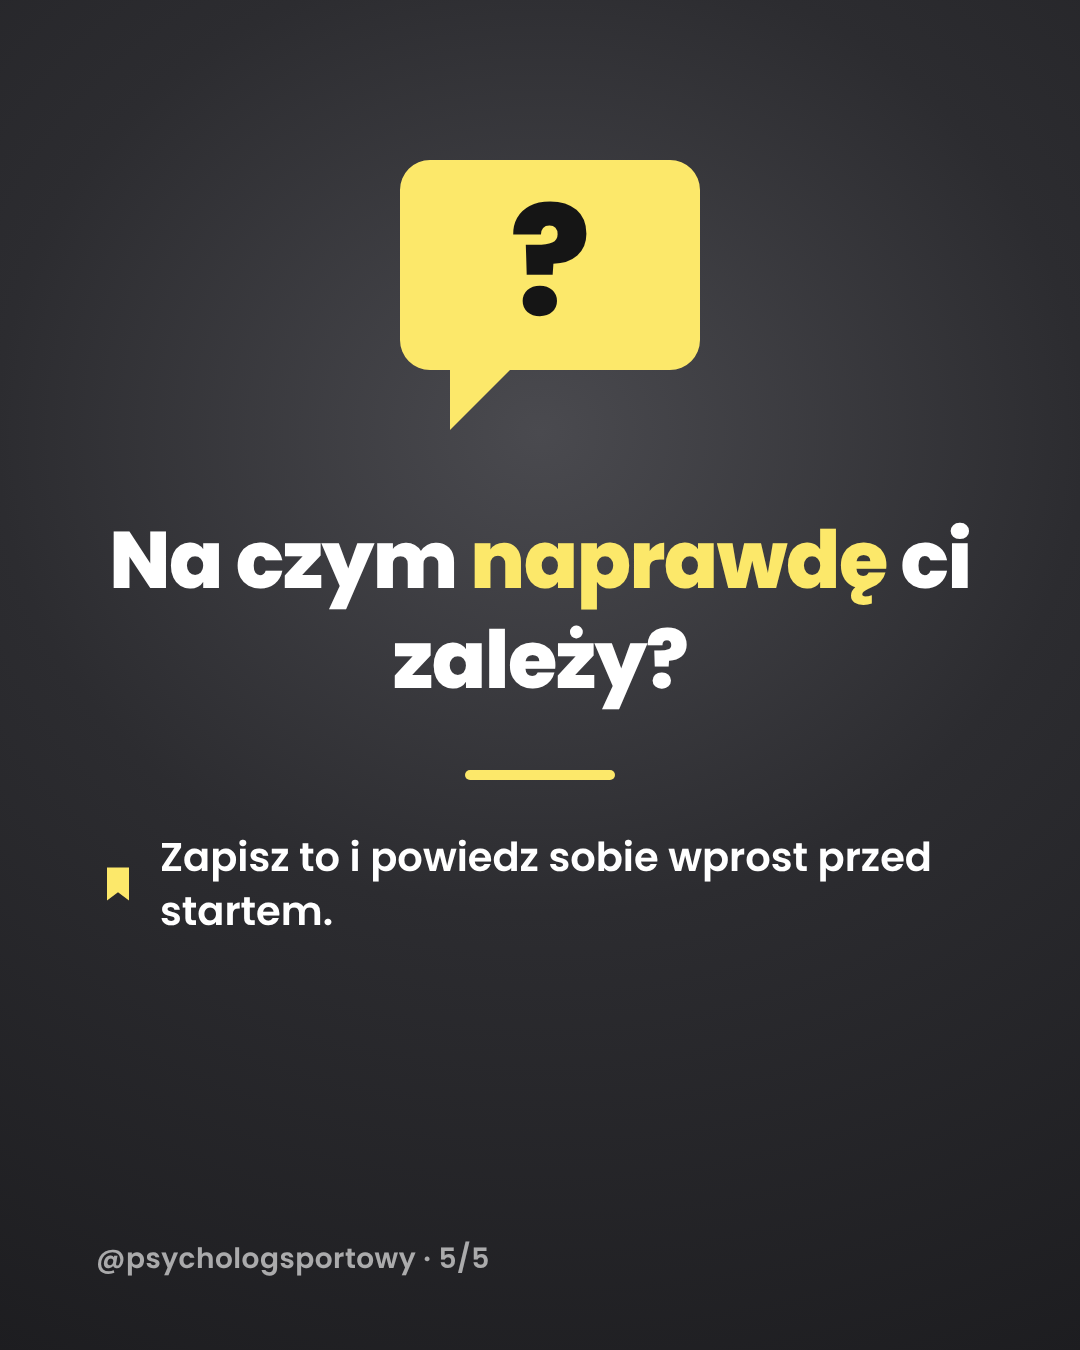 ?
Na czym naprawdę ci
zależy?
Zapisz to i powiedz sobie wprost przed
startem.
@psychologsportowy · 5/5